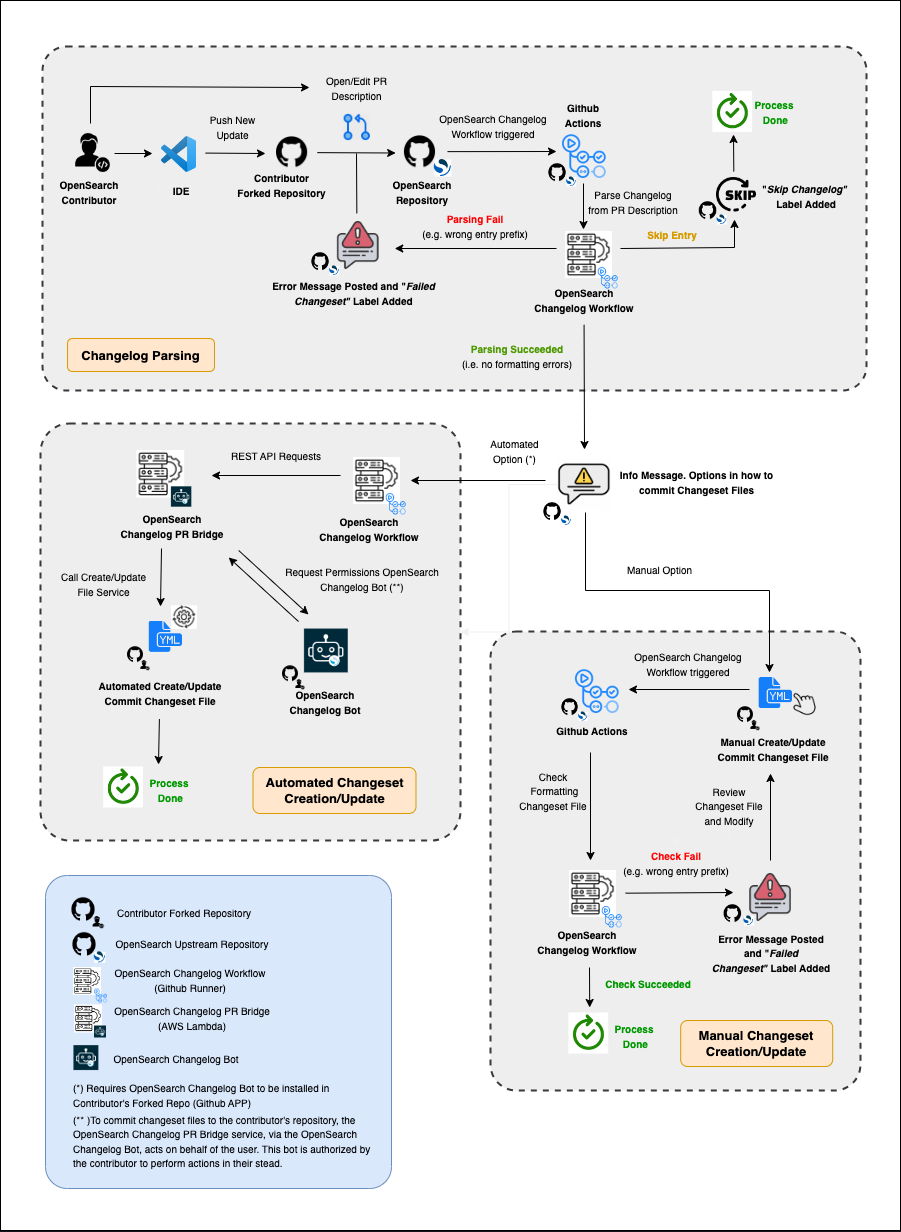 Open/Edit PR
Description
OpenSearch
Contributor
IDE
Push New
Update
Contributor
Forked Repository
OpenSearch
Repository
OpenSearch Changelog
Workflow triggered
Github
Actions
Process
Done
Parse Changelog
from PR Description
SKIP
"Skip Changelog"
Label Added
Parsing Fail
(e.g. wrong entry prefix)
Skip Entry
Error Message Posted and "Failed
Changeset" Label Added
OpenSearch
Changelog Workflow
Changelog Parsing
Parsing Succeeded
(i.e. no formatting errors)
Automated
Option (*)
Info Message. Options in how to
commit Changeset Files
REST API Requests
OpenSearch
Changelog PR Bridge
OpenSearch
Changelog Workflow
Call Create/Update
File Service
Request Permissions OpenSearch
Changelog Bot (**)
YML
Automated Create/Update
Commit Changeset File
OpenSearch
Changelog Bot
Process
Done
Automated Changeset
Creation/Update
Manual Option
OpenSearch Changelog
Workflow triggered
YML
Github Actions
Manual Create/Update
Commit Changeset File
Check
Formatting
Changeset File
Review
Changeset File
and Modify
Check Fail
(e.g. wrong entry prefix)
OpenSearch
Changelog Workflow
Error Message Posted
and "Failed
Changeset" Label Added
Check Succeeded
Process
Done
Manual Changeset
Creation/Update
Contributor Forked Repository
OpenSearch Upstream Repository
OpenSearch Changelog Workflow
(Github Runner)
OpenSearch Changelog PR Bridge
(AWS Lambda)
OpenSearch Changelog Bot
(*) Requires OpenSearch Changelog Bot to be installed in
Contributor's Forked Repo (Github APP)
(** )To commit changeset files to the contributor's repository, the
OpenSearch Changelog PR Bridge service, via the OpenSearch
Changelog Bot, acts on behalf of the user. This bot is authorized by
the contributor to perform actions in their stead.